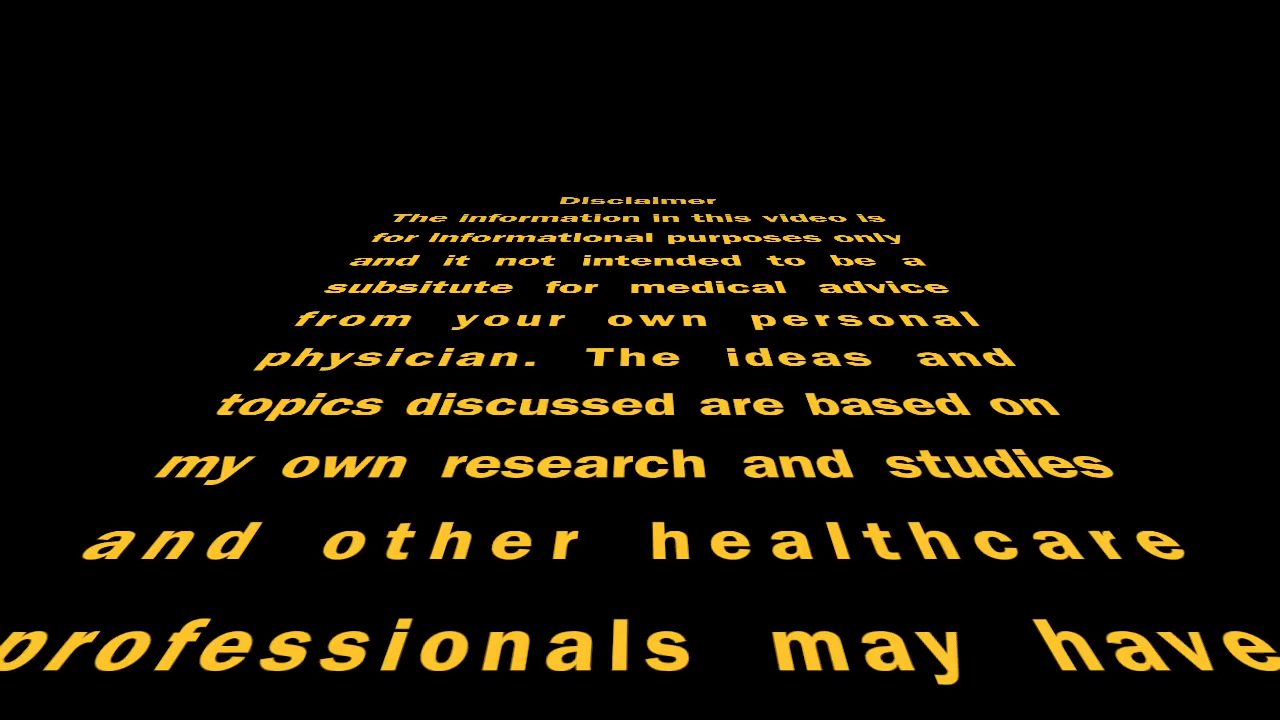 Disclaimer
The information in this video is
for informational purposes only
and it not intended to be a
subsitute for medical advice
from your own personal
physician. The ideas and
topics discussed are based on
my own research and studies
and other healthcare
professionals may have